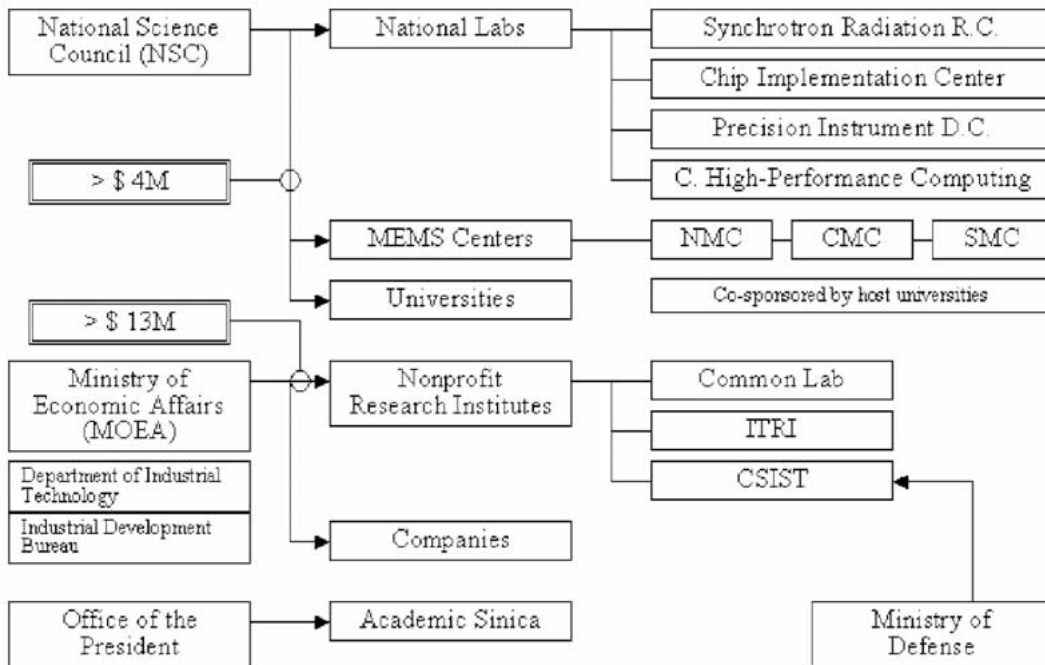 National Science
Council (NSC)
National Labs
Synchrotron Radiation R.C.
Chip Implementation Center
Precision Instrument D.C.
C. High-Performance Computing
> $ 4M
MEMS Centers
NMC
CMC
SMC
Universities
Co-sponsored by host universities
> $ 13M
Ministry of
Economic Affairs
(MOEA)
Nonprofit
Research Institutes
Common Lab
ITRI
CSIST
Department of Industrial
Technology
Industrial Development
Bureau
Companies
Office of the
President
Academic Sinica
Ministry of
Defense